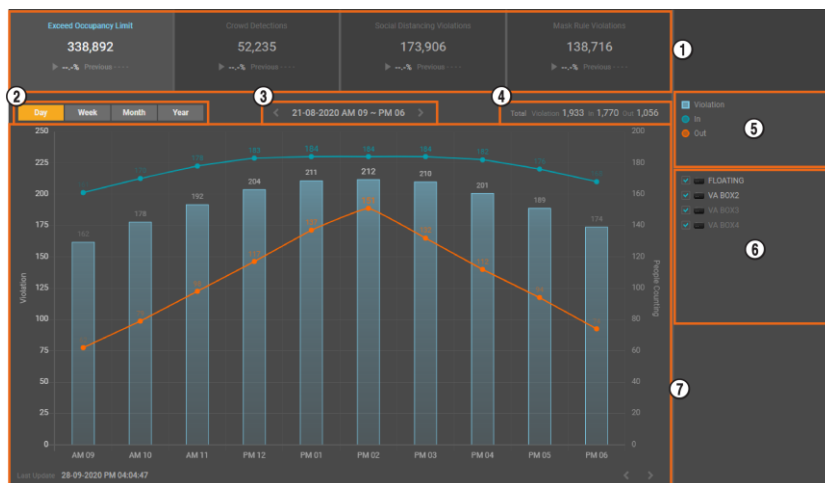 Exceed Occupancy Limit Crowd Detections Social Distancing Violations Mask Rule Violations
338,892 52,235 173,906 138,716
--.-% Previous ---- --.-% Previous ---- --.-% Previous ---- --.-% Previous ----
1
2 3 4
Day Week Month Year 21-08-2020 AM 09 ~ PM 06 Total Violation 1,933 In 1,770 Out 1,056
Violation
In
Out
5
FLOATING
VA BOX2
VA BOX3
VA BOX4
6
250 200
225 180
200 160
175 140
150 120
125 100
100 80
75 60
50 40
25 20
0 0
Violation
People Counting
184 184 184 182
162 178 192 204 211 212 210 201 189 174
7
AM 09 AM 10 AM 11 PM 12 PM 01 PM 02 PM 03 PM 04 PM 05 PM 06
Last Update 28-09-2020 PM 04:04:47